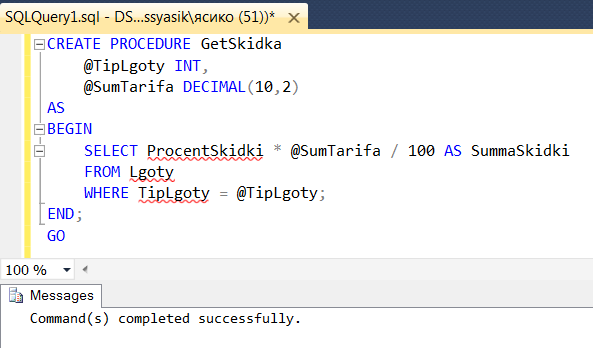 SQLQuery1.sql - DS...ssyasik\ясико (51))*
CREATE PROCEDURE GetSkidka
@TipLgoty INT,
@SumTarifa DECIMAL(10,2)
AS
BEGIN
SELECT ProcentSkidki * @SumTarifa / 100 AS SummaSkidki
FROM Lgoty
WHERE TipLgoty = @TipLgoty;
END;
GO
100 %
Messages
Command(s) completed successfully.